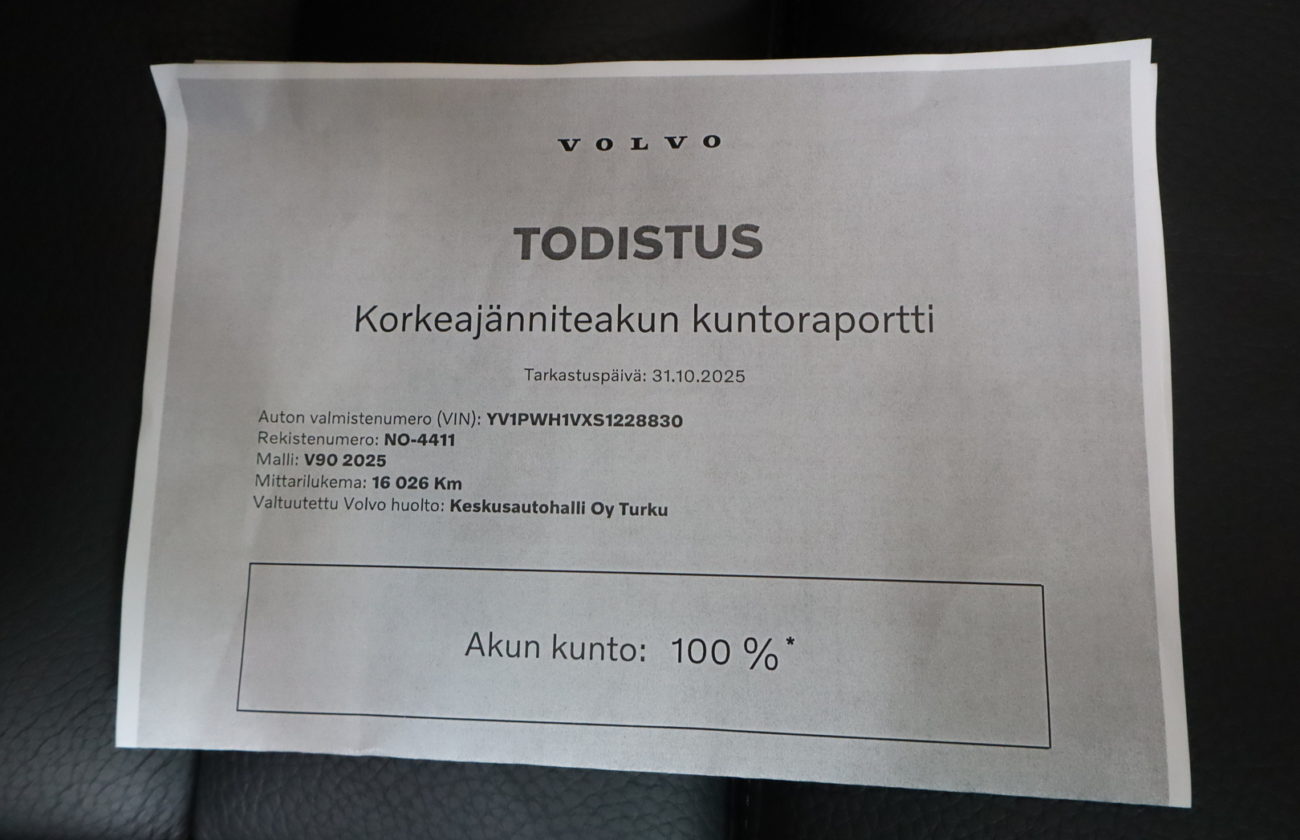 VOLVO
TODISTUS
Korkeajänniteakun kuntoraportti
Tarkastuspäivä: 31.10.2025
Auton valmistenumero (VIN): YV1PWH1VXS1228830
Rekistenumero: NO-4411
Malli: V90 2025
Mittarilukema: 16 026 Km
Valtuutettu Volvo huolto: Keskusautohalli Oy Turku
Akun kunto: 100 %*